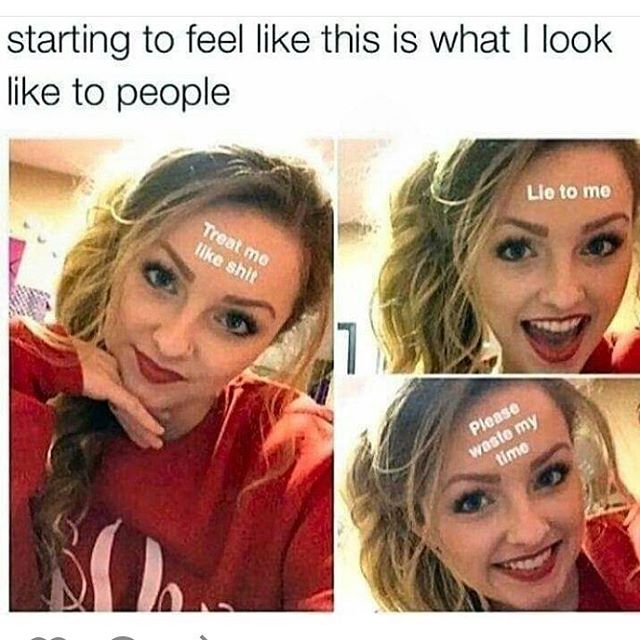 starting to feel like this is what I look
like to people
Treat me
like shit
Lie to me
Please
waste my
time